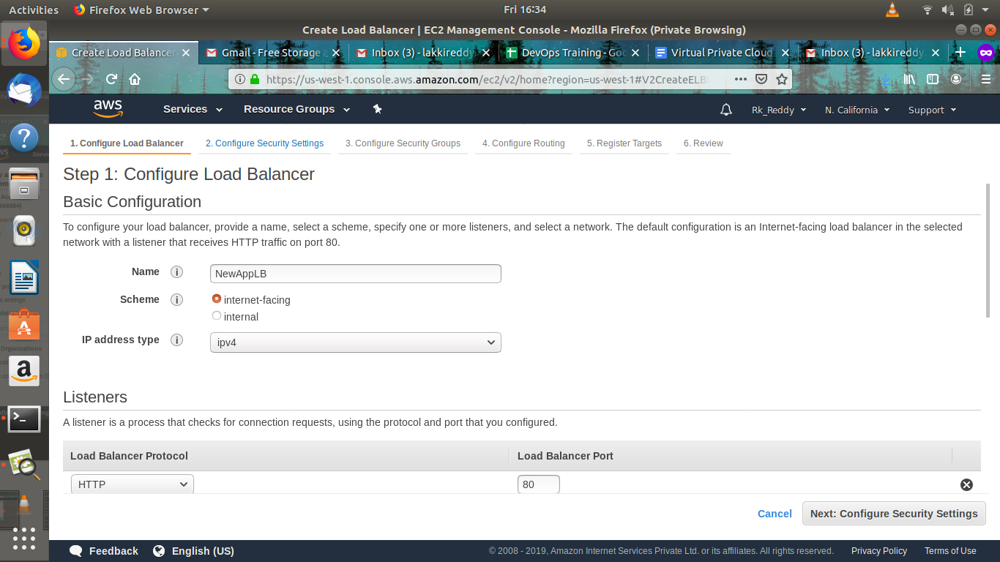 Activities Firefox Web Browser Fri 16:34
Create Load Balancer | EC2 Management Console - Mozilla Firefox (Private Browsing)
Create Load Balancer Gmail - Free Storage a Inbox (3) - lakkireddy DevOps Training - Goo Virtual Private Cloud Inbox (3) - lakkireddy.
https://us-west-1.console.aws.amazon.com/ec2/v2/home?region=us-west-1#V2CreateELB
aws Services Resource Groups Rk_Reddy N. California Support
1. Configure Load Balancer 2. Configure Security Settings 3. Configure Security Groups 4. Configure Routing 5. Register Targets 6. Review
Step 1: Configure Load Balancer
Basic Configuration
To configure your load balancer, provide a name, select a scheme, specify one or more listeners, and select a network. The default configuration is an Internet-facing load balancer in the selected
network with a listener that receives HTTP traffic on port 80.
Name i NewAppLB
Scheme i internet-facing
internal
IP address type i ipv4
Listeners
A listener is a process that checks for connection requests, using the protocol and port that you configured.
Load Balancer Protocol Load Balancer Port
HTTP 80
Cancel Next: Configure Security Settings
Feedback English (US) © 2008 - 2019, Amazon Internet Services Private Ltd. or its affiliates. All rights reserved. Privacy Policy Terms of Use